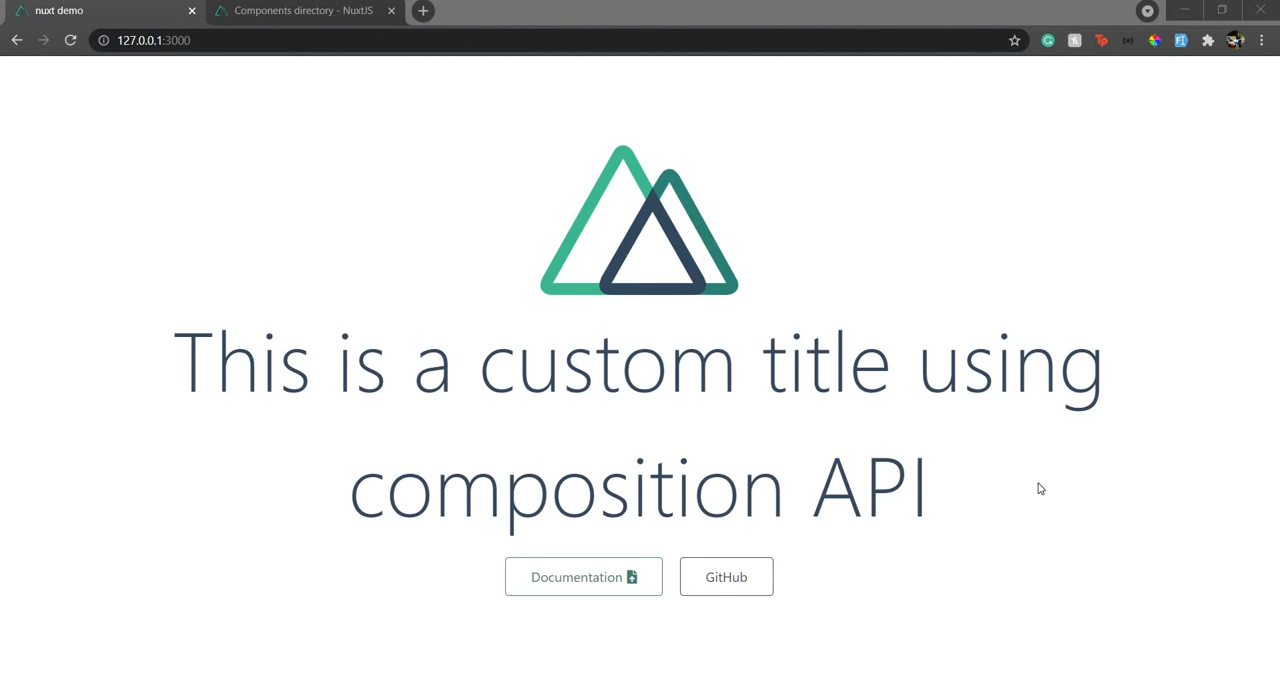 nuxt demo
Components directory - NuxtJS
127.0.0.1:3000
This is a custom title using
composition API
Documentation
GitHub